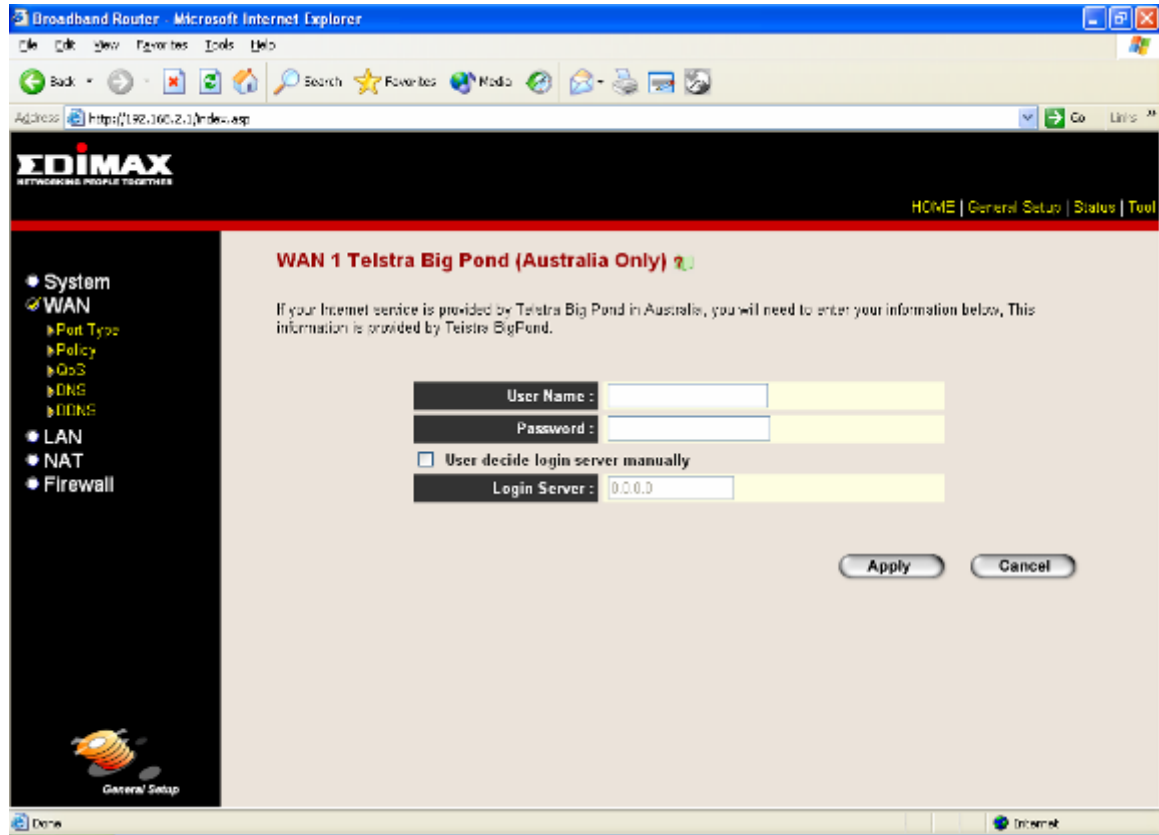 Broadband Router - Microsoft Internet Explorer
File Edit View Favorites Tools Help
Back Search Favorites Media
Address http://192.168.2.1/index.asp Go Links »
EDIMAX
NETWORKING PEOPLE TOGETHER
HOME | General Setup | Status | Tool
WAN 1 Telstra Big Pond (Australia Only)
If your Internet service is provided by Telstra Big Pond in Australia, you will need to enter your information below, This
information is provided by Teistra BigPond.
System
WAN
Port Type
Policy
QoS
DNS
DDNS
LAN
NAT
Firewall
User Name :
Password :
User decide login server manually
Login Server : 0.0.0.0
Apply Cancel
General Setup
Done Internet